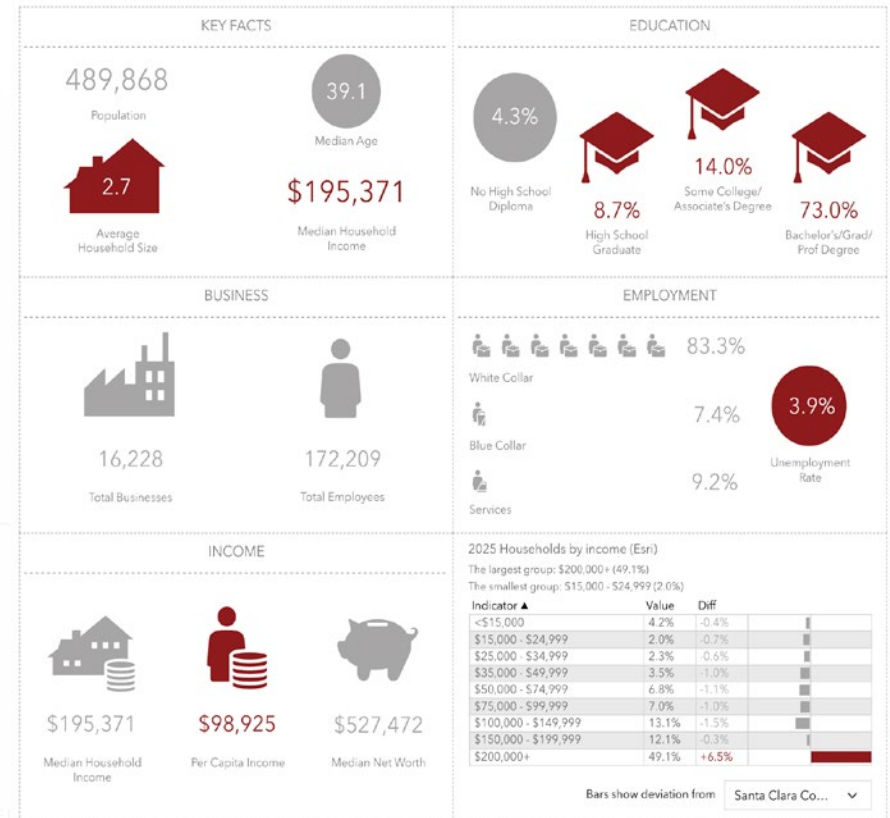 KEY FACTS
489,868
Population
39.1
Median Age
2.7
Average
Household Size
$195,371
Median Household
Income
EDUCATION
4.3%
No High School
Diploma
8.7%
High School
Graduate
14.0%
Some College/
Associate's Degree
73.0%
Bachelor's/Grad/
Prof Degree
BUSINESS
16,228
Total Businesses
172,209
Total Employees
EMPLOYMENT
83.3%
White Collar
7.4%
Blue Collar
9.2%
Services
3.9%
Unemployment
Rate
INCOME
$195,371
Median Household
Income
$98,925
Per Capita Income
$527,472
Median Net Worth
2025 Households by income (Esri)
The largest group: $200,000+ (49.1%)
The smallest group: $15,000 - $24,999 (2.0%)
Indicator ▲ Value Diff
<$15,000 4.2% -0.4%
$15,000 - $24,999 2.0% -0.7%
$25,000 - $34,999 2.3% -0.6%
$35,000 - $49,999 3.5% -1.0%
$50,000 - $74,999 6.8% -1.1%
$75,000 - $99,999 7.0% -1.0%
$100,000 - $149,999 13.1% -1.5%
$150,000 - $199,999 12.1% -0.3%
$200,000+ 49.1% +6.5%
Bars show deviation from Santa Clara Co...